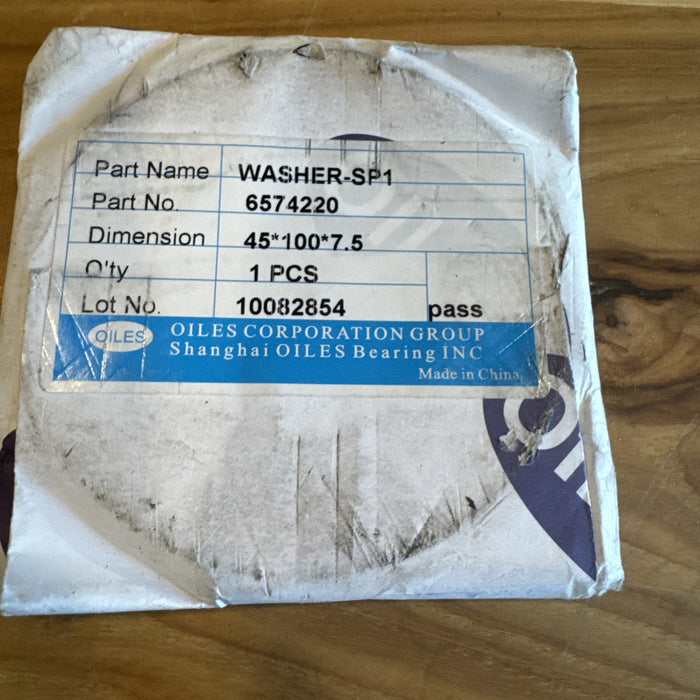 Part Name WASHER-SP1
Part No. 6574220
Dimension 45*100*7.5
Q'ty 1 PCS
Lot No. 10082854 pass
OILES OILES CORPORATION GROUP
Shanghai OILES Bearing INC
Made in China
OIL